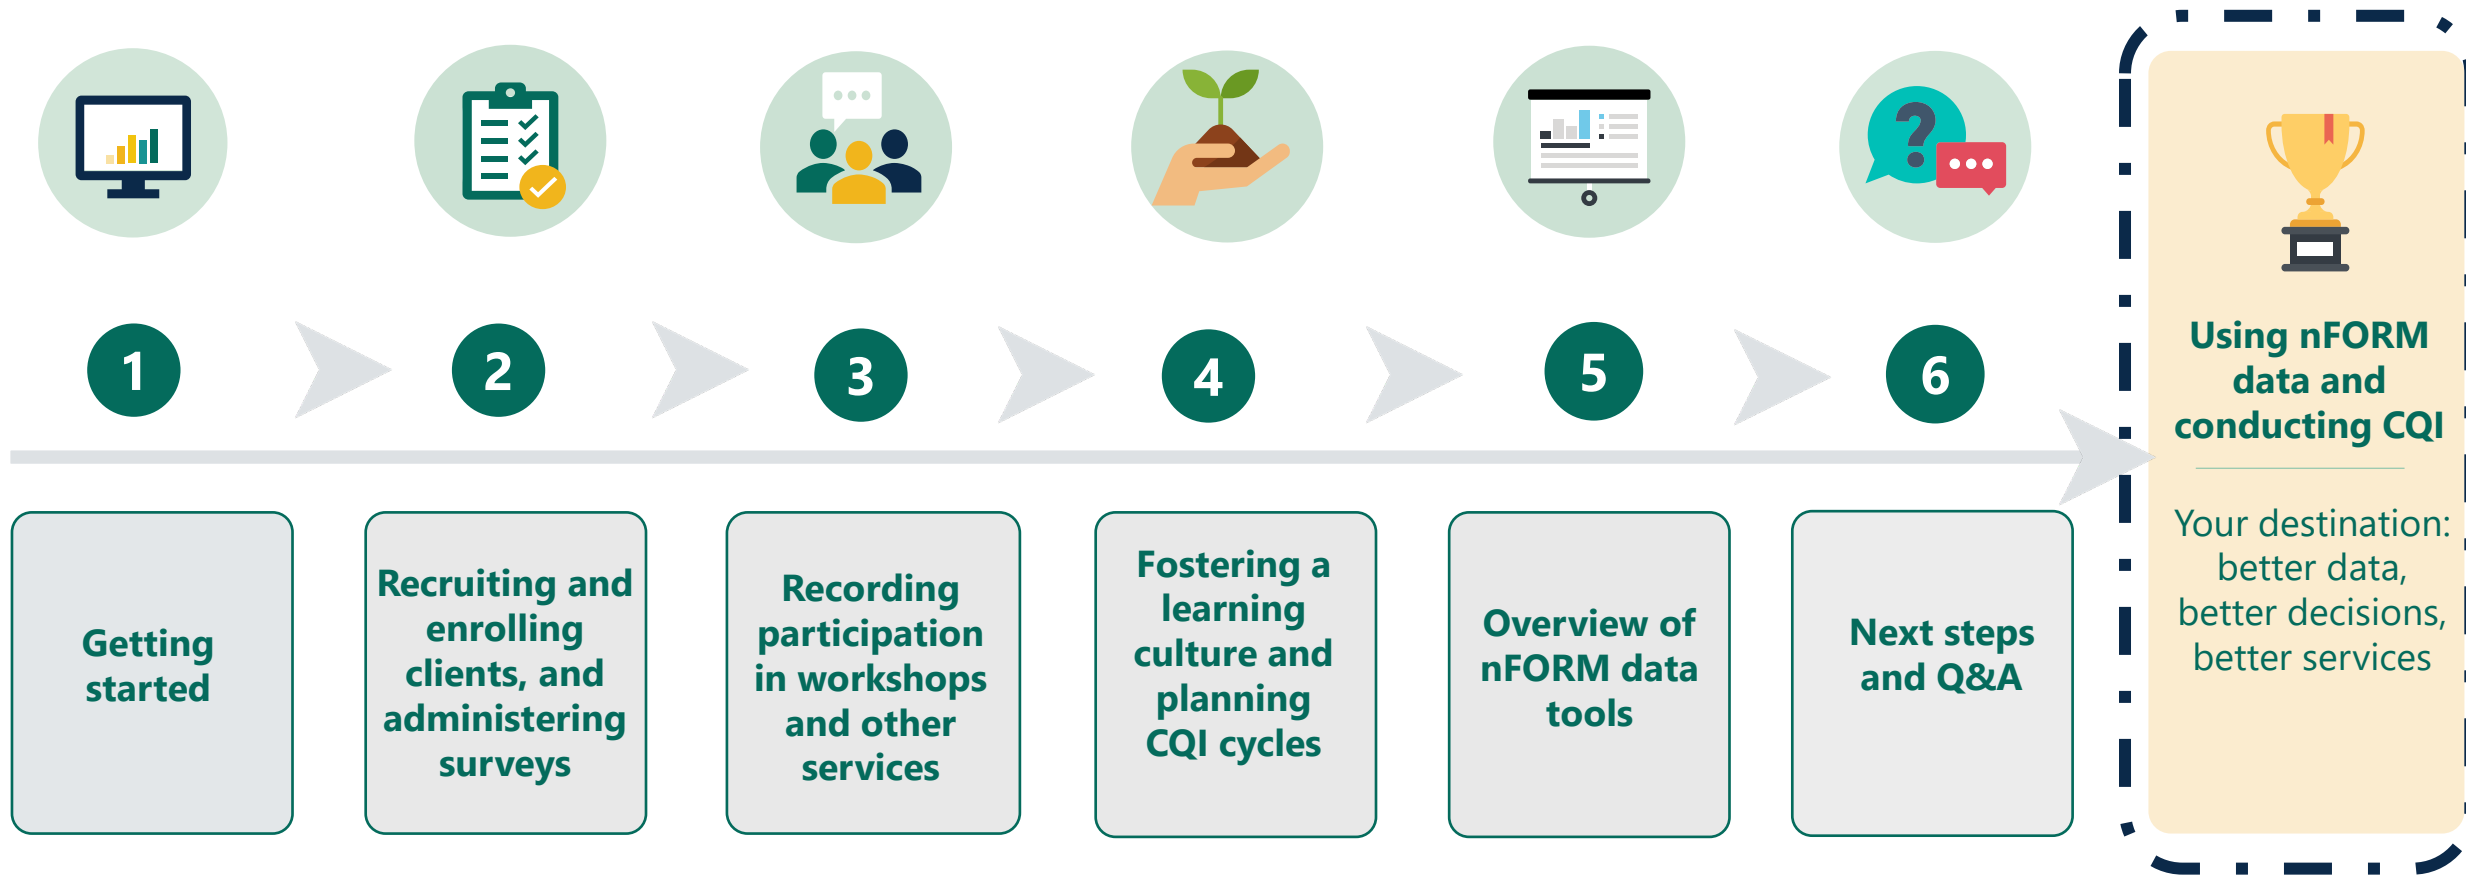 1
2
3
4
5
6
Getting
started
Recruiting and
enrolling
clients, and
administering
surveys
Recording
participation
in workshops
and other
services
Fostering a
learning
culture and
planning
CQI cycles
Overview of
nFORM data
tools
Next steps
and Q&A
Using nFORM
data and
conducting CQI
Your destination:
better data,
better decisions,
better services